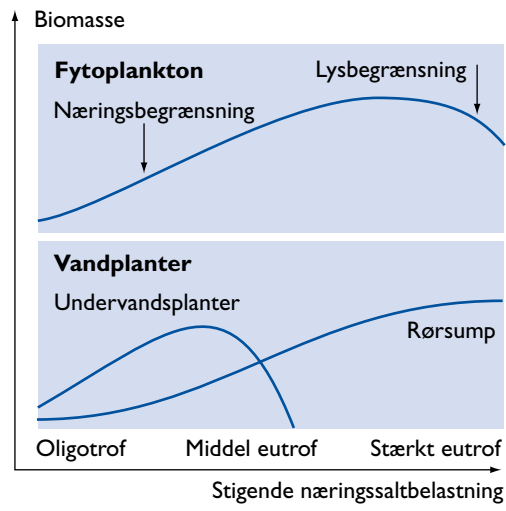 Biomasse
Fytoplankton
Lysbegrænsning
Næringsbegrænsning
Vandplanter
Undervandsplanter
Rørsump
Oligotrof
Middel eutrof
Stærkt eutrof
Stigende næringssaltbelastning